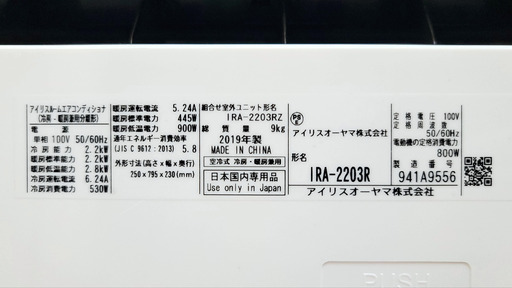 アイリスルームエアコンディショナ
(冷房・暖房兼用分離形)
電源
単相 100V 50/60Hz
冷房能力 2.2kW
暖房標準能力 2.2kW
暖房低温能力 2.8kW
冷房運転電流 6.24A
冷房消費電力 530W
暖房運転電流 5.24A
暖房標準電力 445W
暖房低温電力 900W
通年エネルギー消費効率
(JIS C 9612:2013) 5.8
外形寸法(高さ×幅×奥行)
250×795×230(mm)
組合せ室外ユニット形名
IRA-2203RZ
総質量 9kg
2019年製
MADE IN CHINA
空冷式 冷房・暖房兼用
日本国内専用品
Use only in Japan
PS E
アイリスオーヤマ株式会社
形名
IRA-2203R
アイリスオーヤマ株式会社
定格電圧 100V
定格周波数
50/60Hz
電動機の定格消費電力
800W
製造番号
941A9556
PUSH